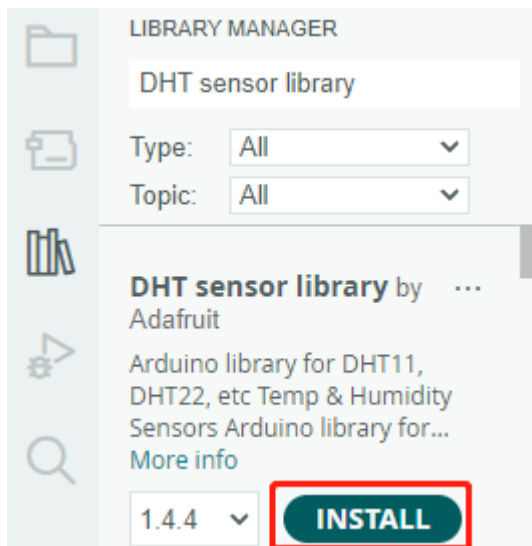 LIBRARY MANAGER
DHT sensor library
Type: All
Topic: All
DHT sensor library by ...
Adafruit
Arduino library for DHT11,
DHT22, etc Temp & Humidity
Sensors Arduino library for...
More info
1.4.4 INSTALL